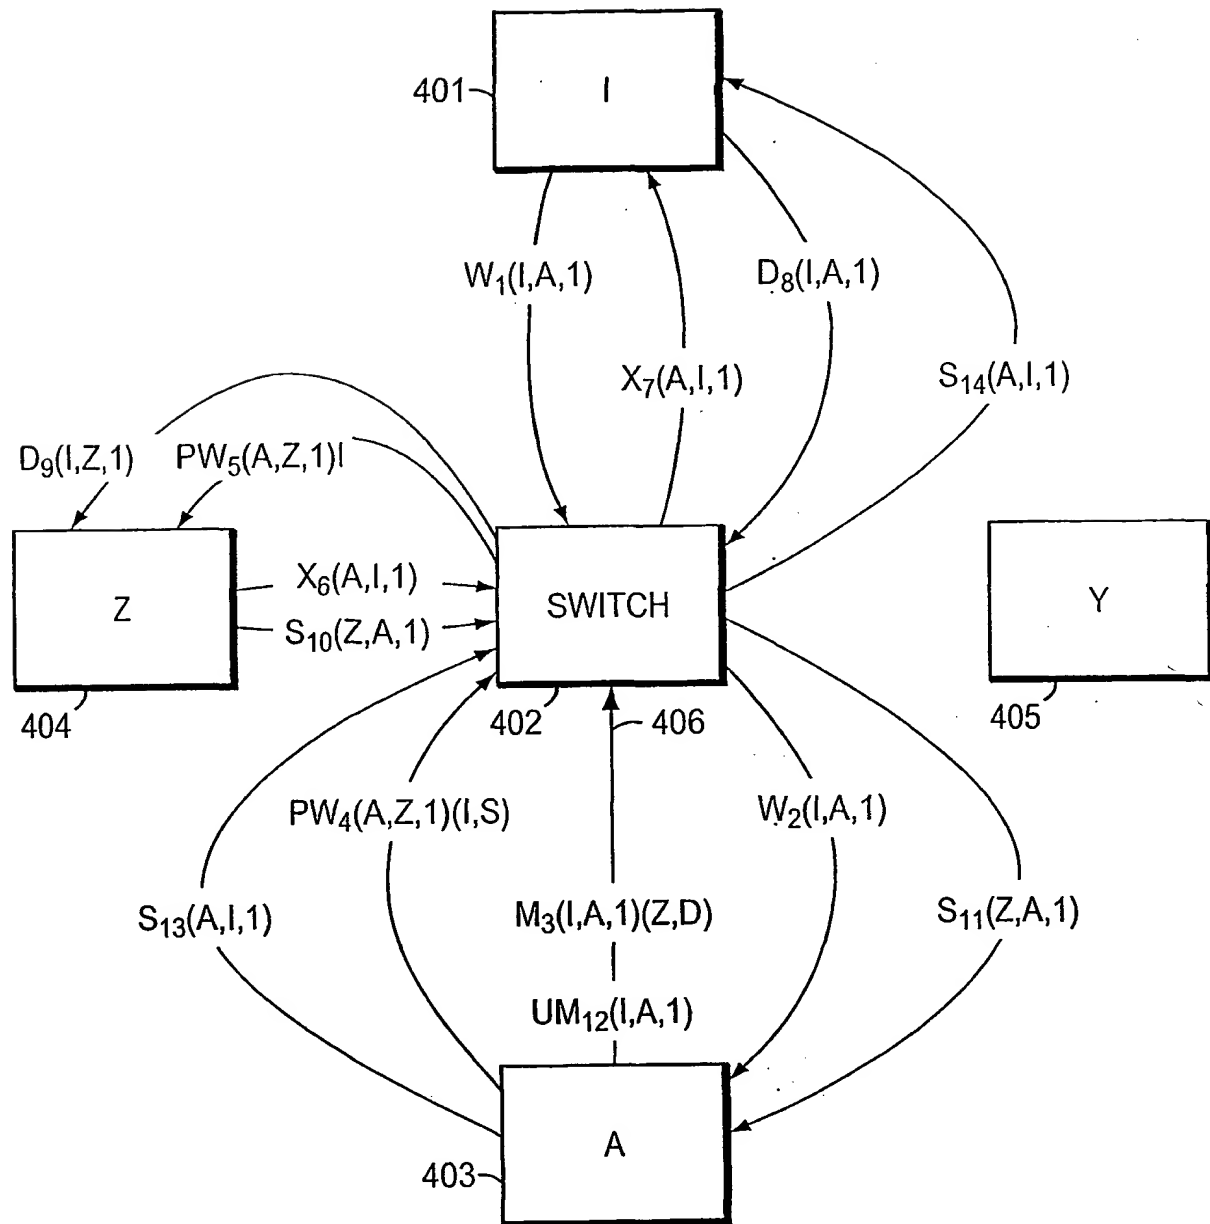 I
401
W1(I,A,1)
D8(I,A,1)
X7(A,I,1)
S14(A,I,1)
D9(I,Z,1)
PW5(A,Z,1)I
Z
X6(A,I,1)
S10(Z,A,1)
SWITCH
Y
404
402
406
405
PW4(A,Z,1)(I,S)
W2(I,A,1)
S13(A,I,1)
M3(I,A,1)(Z,D)
S11(Z,A,1)
UM12(I,A,1)
A
403